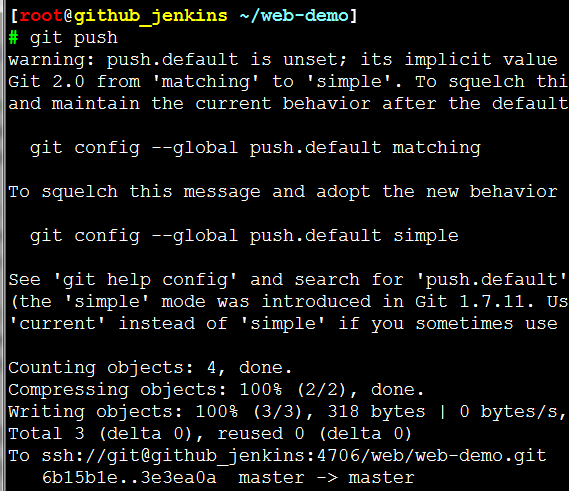 [root@github_jenkins ~/web-demo]
# git push
warning: push.default is unset; its implicit value
Git 2.0 from 'matching' to 'simple'. To squelch thi
and maintain the current behavior after the default
git config --global push.default matching
To squelch this message and adopt the new behavior
git config --global push.default simple
See 'git help config' and search for 'push.default'
(the 'simple' mode was introduced in Git 1.7.11. Us
'current' instead of 'simple' if you sometimes use
Counting objects: 4, done.
Compressing objects: 100% (2/2), done.
Writing objects: 100% (3/3), 318 bytes | 0 bytes/s,
Total 3 (delta 0), reused 0 (delta 0)
To ssh://git@github_jenkins:4706/web/web-demo.git
6b15b1e..3e3ea0a  master -> master